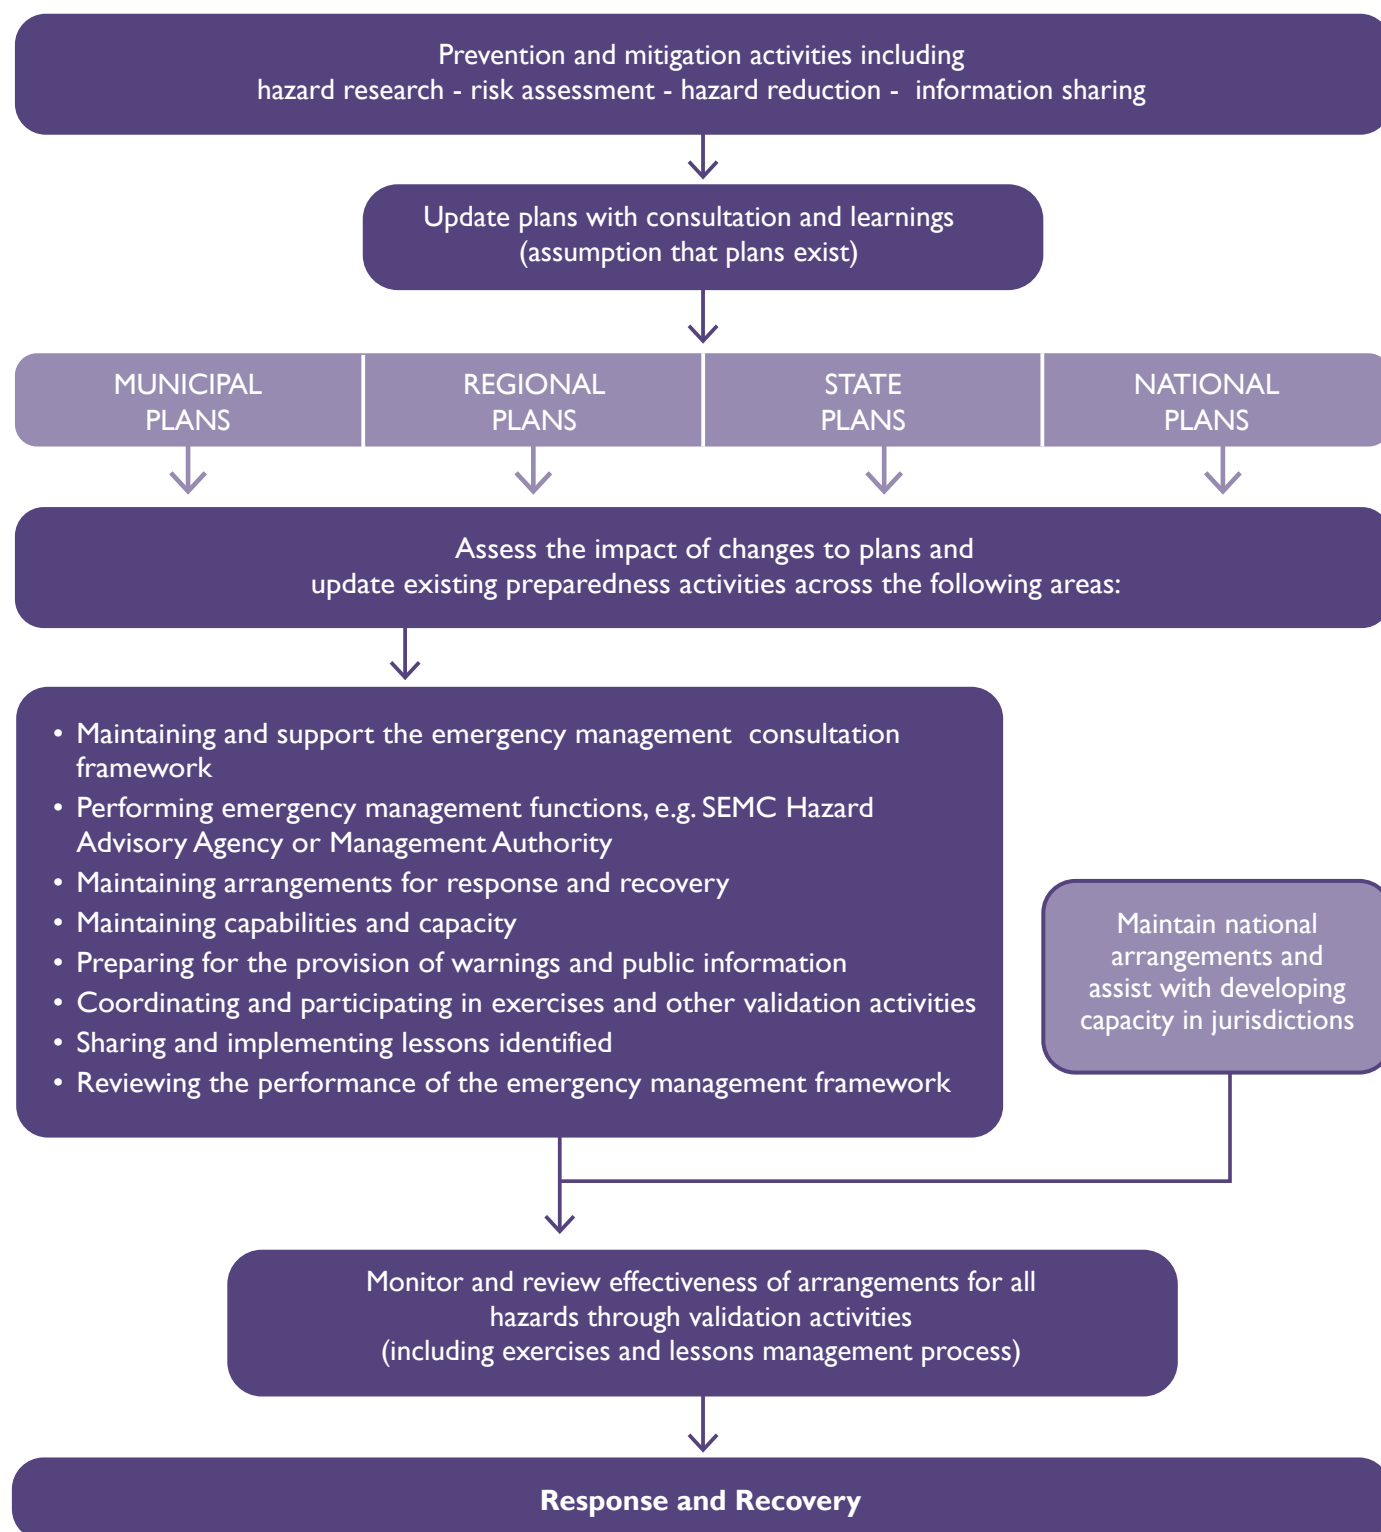 Prevention and mitigation activities including
hazard research - risk assessment - hazard reduction - information sharing
Update plans with consultation and learnings
(assumption that plans exist)
MUNICIPAL
PLANS
REGIONAL
PLANS
STATE
PLANS
NATIONAL
PLANS
Assess the impact of changes to plans and
update existing preparedness activities across the following areas:
• Maintaining and support the emergency management consultation
framework
• Performing emergency management functions, e.g. SEMC Hazard
Advisory Agency or Management Authority
• Maintaining arrangements for response and recovery
• Maintaining capabilities and capacity
• Preparing for the provision of warnings and public information
• Coordinating and participating in exercises and other validation activities
• Sharing and implementing lessons identified
• Reviewing the performance of the emergency management framework
Maintain national
arrangements and
assist with developing
capacity in jurisdictions
Monitor and review effectiveness of arrangements for all
hazards through validation activities
(including exercises and lessons management process)
Response and Recovery